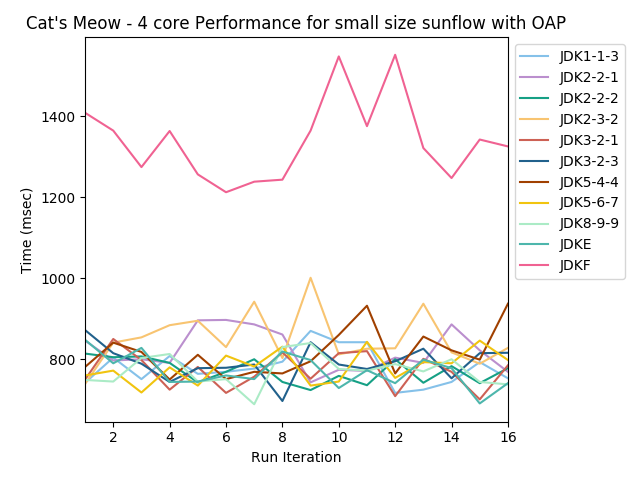 Cat's Meow - 4 core Performance for small size sunflow with OAP
Time (msec)
1400
1200
1000
800
2
4
6
8
10
12
14
16
Run Iteration
JDK1-1-3
JDK2-2-1
JDK2-2-2
JDK2-3-2
JDK3-2-1
JDK3-2-3
JDK5-4-4
JDK5-6-7
JDK8-9-9
JDKE
JDKF